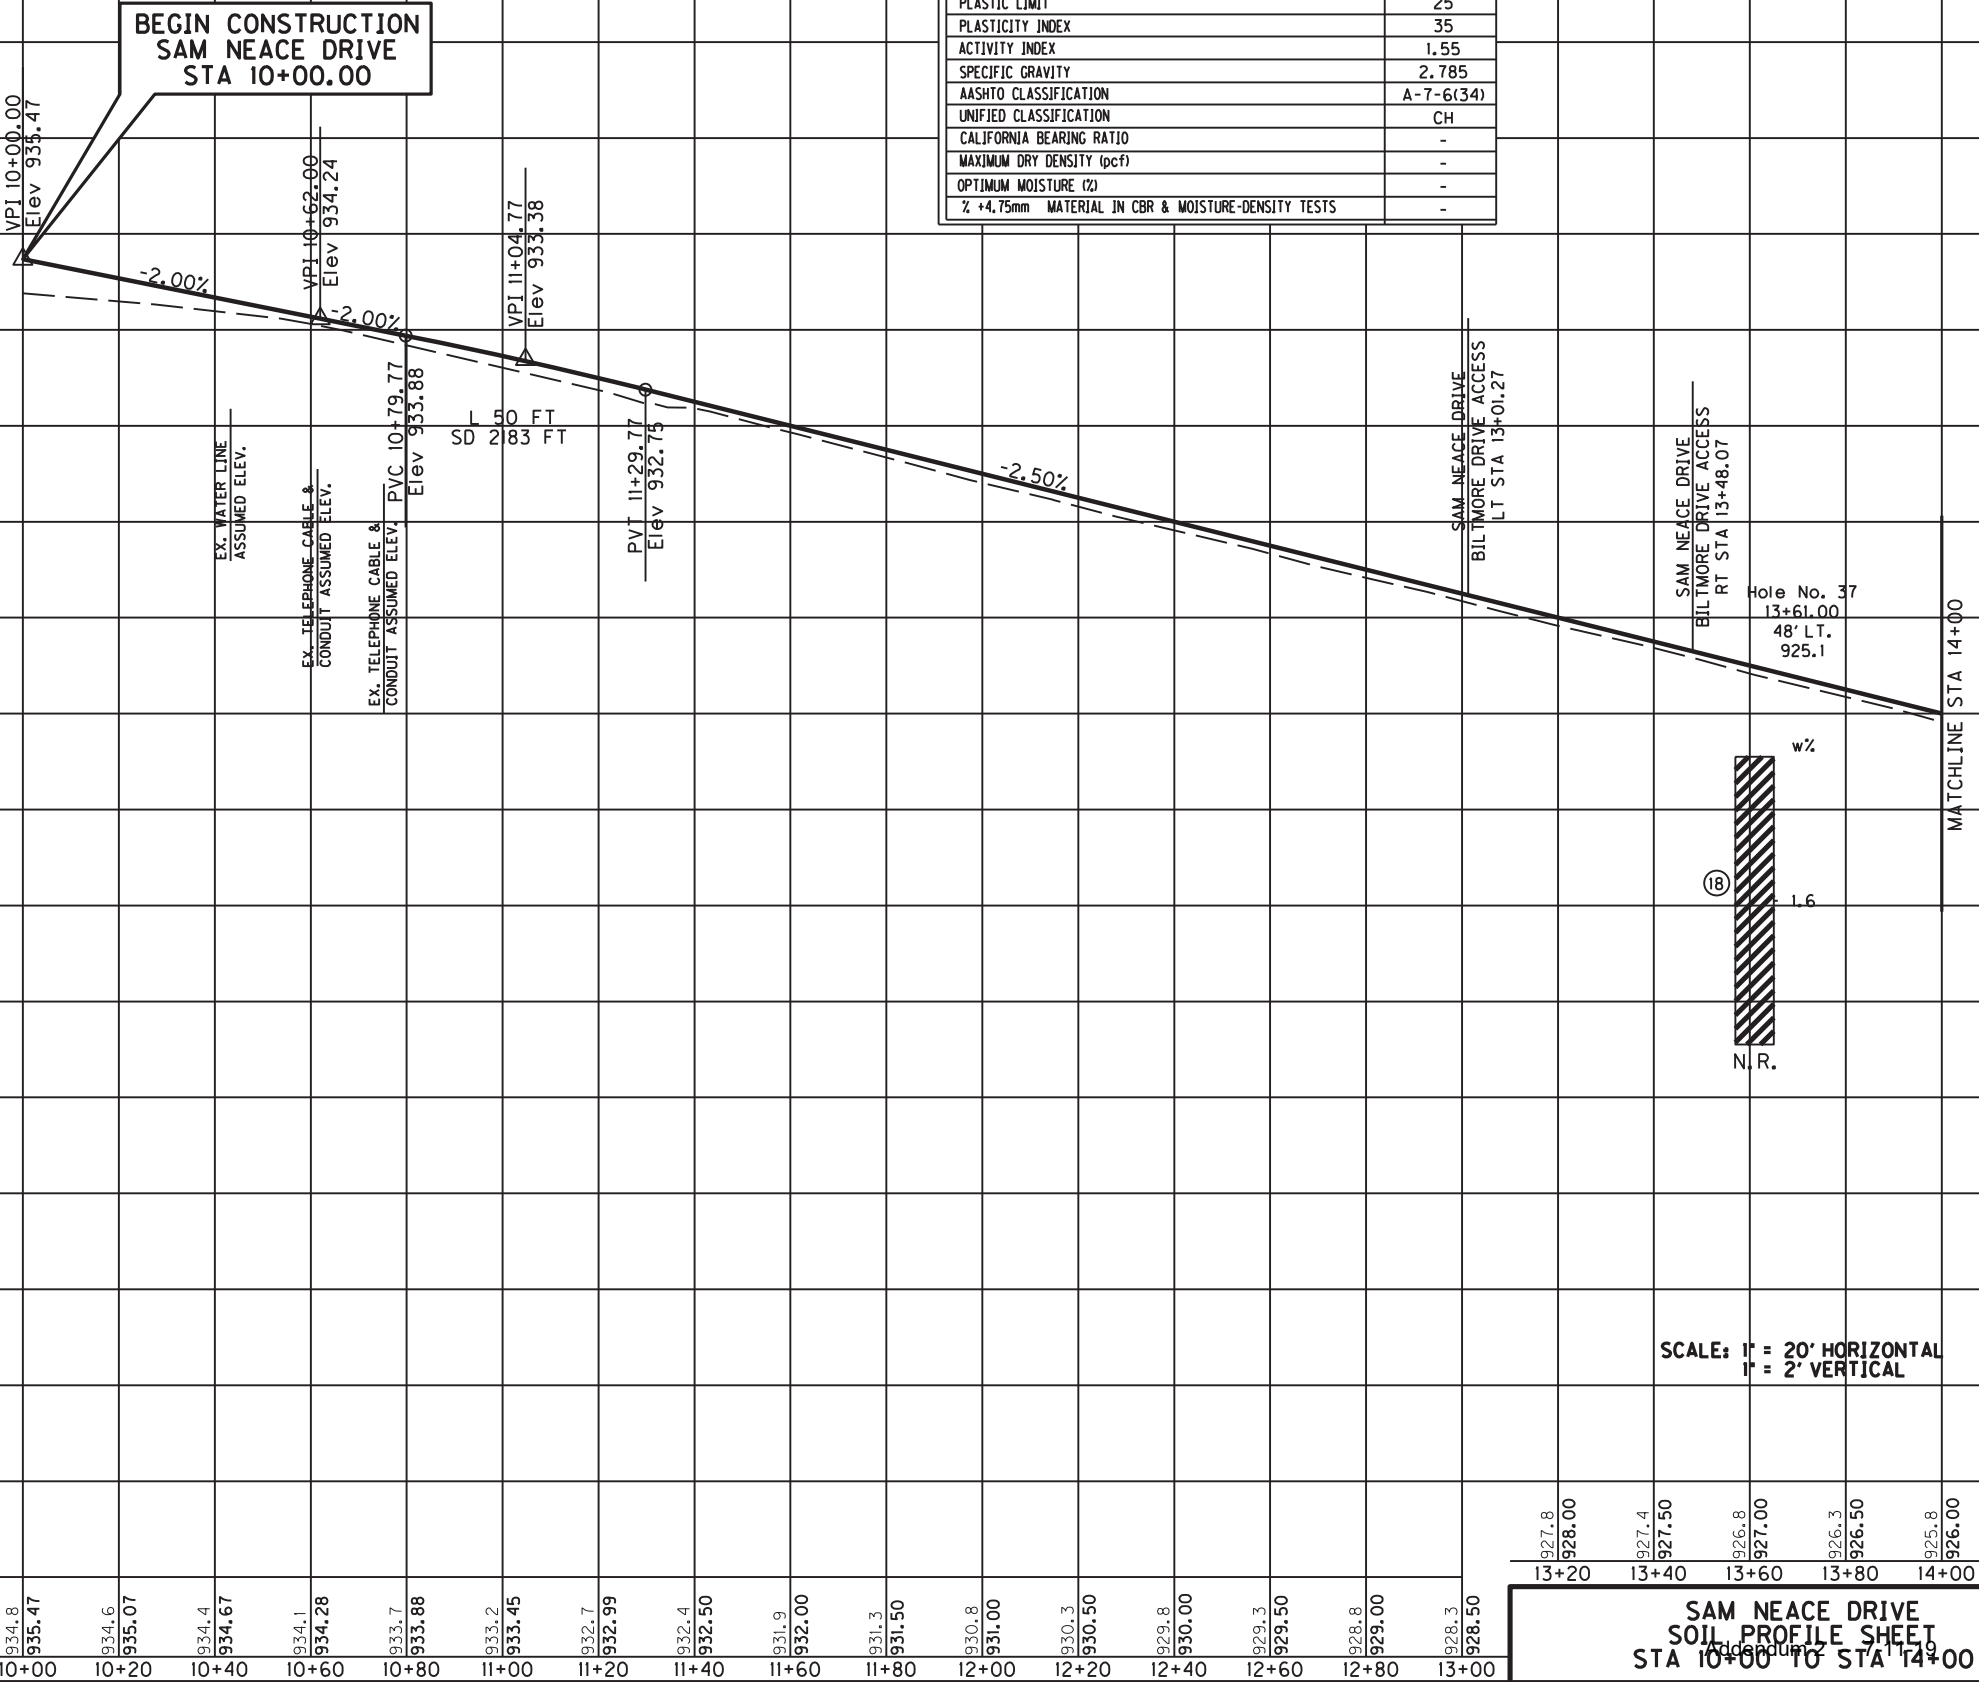 PLASTIC LIMIT 25
PLASTICITY INDEX 35
ACTIVITY INDEX 1.55
SPECIFIC GRAVITY 2.785
AASHTO CLASSIFICATION A-7-6(34)
UNIFIED CLASSIFICATION CH
CALIFORNIA BEARING RATIO -
MAXIMUM DRY DENSITY (pcf) -
OPTIMUM MOISTURE (%) -
% +4.75mm MATERIAL IN CBR & MOISTURE-DENSITY TESTS -
BEGIN CONSTRUCTION
SAM NEACE DRIVE
STA 10+00.00
VPI 10+00.00
Elev 935.47
-2.00%
VPI 10+62.00
Elev 934.24
-2.00%
VPI 11+04.77
Elev 933.38
PVC 10+79.77
Elev 933.88
L 50 FT
SD 2183 FT
PVT 11+29.77
Elev 932.75
-2.50%
EX. WATER LINE
ASSUMED ELEV.
EX. TELEPHONE CABLE &
CONDUIT ASSUMED ELEV.
EX. TELEPHONE CABLE &
CONDUIT ASSUMED ELEV.
SAM NEACE DRIVE
BILTMORE DRIVE ACCESS
LT STA 13+01.27
SAM NEACE DRIVE
BILTMORE DRIVE ACCESS
RT STA 13+48.07
Hole No. 37
13+61.00
48' LT.
925.1
MATCHLINE STA 14+00
w%
18
1.6
N.R.
SCALE: 1" = 20' HORIZONTAL
1" = 2' VERTICAL
927.8 928.00
927.4 927.50
926.8 927.00
926.3 926.50
925.8 926.00
13+20 13+40 13+60 13+80 14+00
934.8 935.47
934.6 935.07
934.4 934.67
934.1 934.28
933.7 933.88
933.2 933.45
932.7 932.99
932.4 932.50
931.9 932.00
931.3 931.50
930.8 931.00
930.3 930.50
929.8 930.00
929.3 929.50
928.8 929.00
928.3 928.50
10+00 10+20 10+40 10+60 10+80 11+00 11+20 11+40 11+60 11+80 12+00 12+20 12+40 12+60 12+80 13+00
SAM NEACE DRIVE
SOIL PROFILE SHEET
STA 10+00 TO STA 14+00
Addendum 2 7-11-19